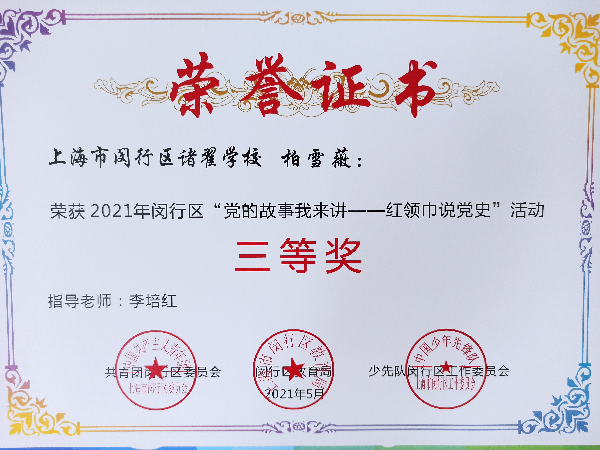 荣誉证书
上海市闵行区诸翟学校 柏雪薇：
荣获 2021年闵行区“党的故事我来讲——红领巾说党史”活动
三等奖
指导老师：李培红
共青团闵行区委员会 闵行区教育局 少先队闵行区工作委员会
2021年5月